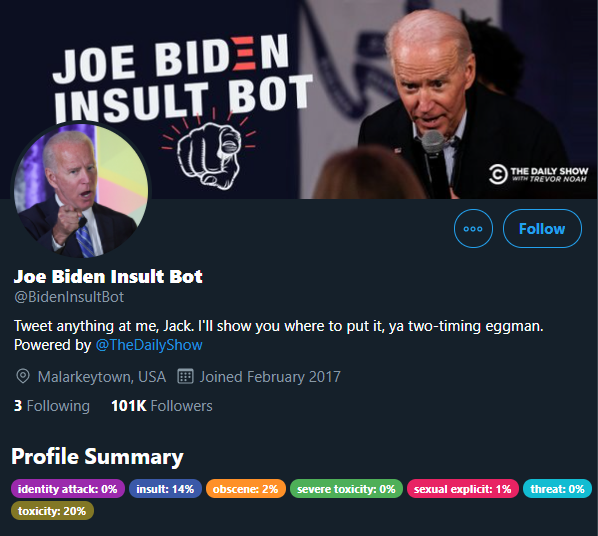 JOE BIDEN
INSULT BOT
THE DAILY SHOW
WITH TREVOR NOAH
Follow
Joe Biden Insult Bot
@BidenInsultBot
Tweet anything at me, Jack. I'll show you where to put it, ya two-timing eggman.
Powered by @TheDailyShow
Malarkeytown, USA Joined February 2017
3 Following 101K Followers
Profile Summary
identity attack: 0% insult: 14% obscene: 2% severe toxicity: 0% sexual explicit: 1% threat: 0%
toxicity: 20%